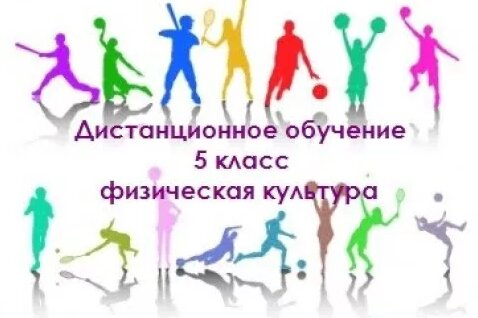 Дистанционное обучение
5 класс
физическая культура